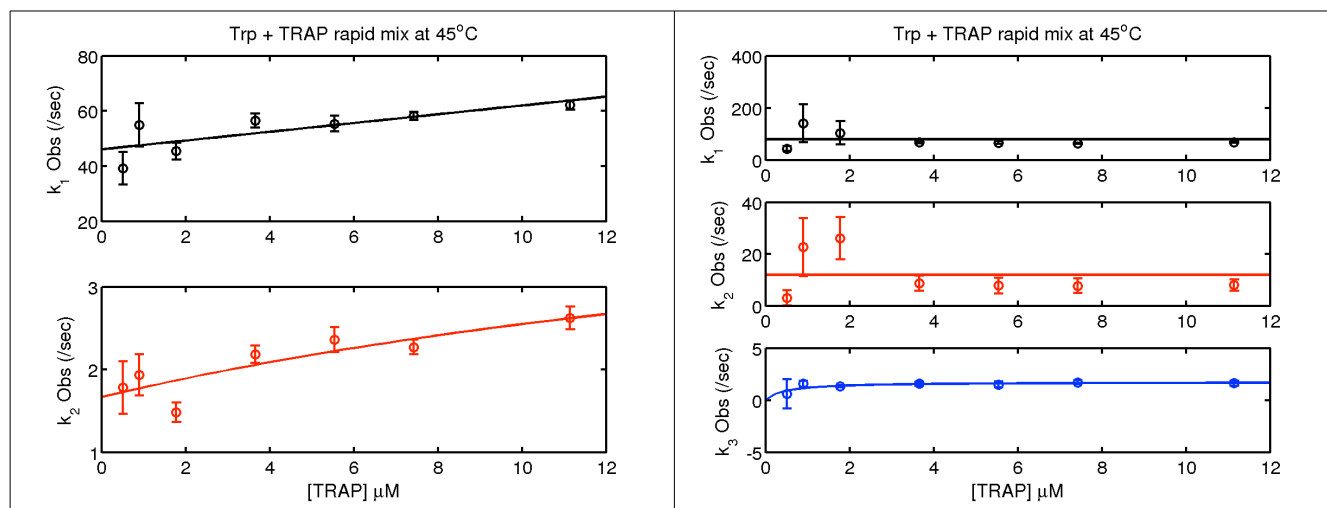 Trp + TRAP rapid mix at 45°C
80
60
40
20
k₁ Obs (/sec)
0 2 4 6 8 10 12
3
2
1
k₂ Obs (/sec)
0 2 4 6 8 10 12
[TRAP] μM
Trp + TRAP rapid mix at 45°C
400
200
0
k₁ Obs (/sec)
0 2 4 6 8 10 12
40
20
0
k₂ Obs (/sec)
0 2 4 6 8 10 12
5
0
-5
k₃ Obs (/sec)
0 2 4 6 8 10 12
[TRAP] μM